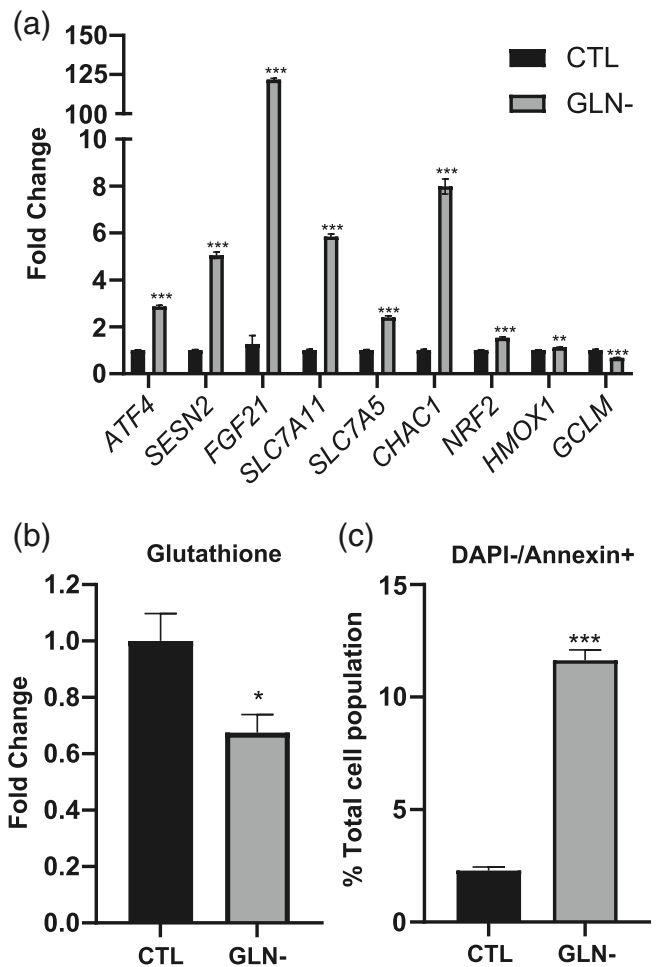 (a)
CTL
GLN-
Fold Change
125
100
10
8
6
4
2
0
***
***
***
***
***
***
***
**
***
ATF4
SESN2
FGF21
SLC7A11
SLC7A5
CHAC1
NRF2
HMOX1
GCLM
(b)
Glutathione
Fold Change
1.2
1.0
0.8
0.6
0.4
0.2
0.0
*
CTL
GLN-
(c)
DAPI-/Annexin+
% Total cell population
15
10
5
0
***
CTL
GLN-